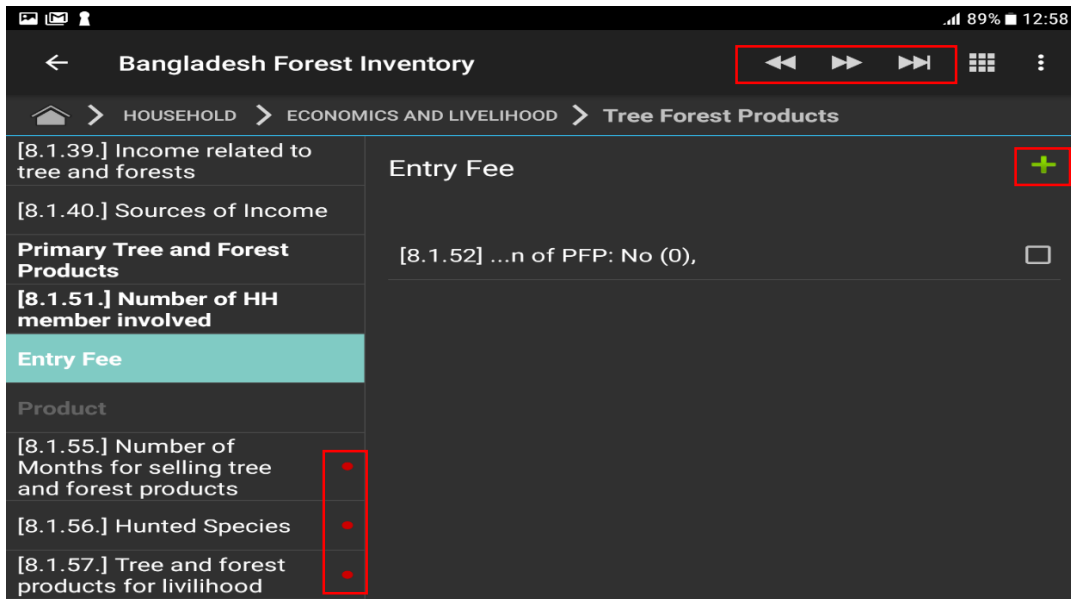 89% 12:58
Bangladesh Forest Inventory
HOUSEHOLD ECONOMICS AND LIVELIHOOD Tree Forest Products
[8.1.39.] Income related to
tree and forests
[8.1.40.] Sources of Income
Primary Tree and Forest
Products
[8.1.51.] Number of HH
member involved
Entry Fee
Product
[8.1.55.] Number of
Months for selling tree
and forest products
[8.1.56.] Hunted Species
[8.1.57.] Tree and forest
products for livilihood
Entry Fee
[8.1.52] ...n of PFP: No (0),